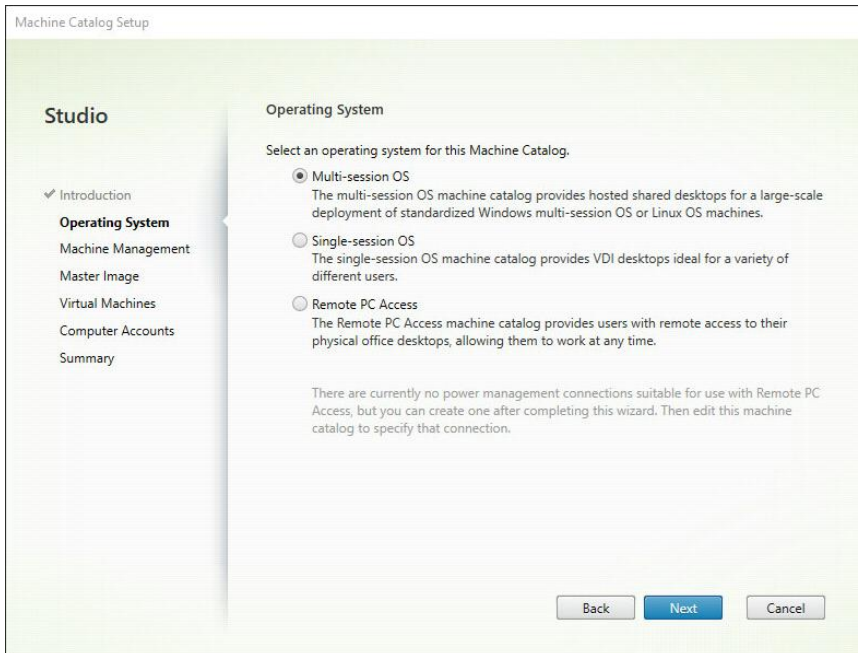 Machine Catalog Setup
Studio
Introduction
Operating System
Machine Management
Master Image
Virtual Machines
Computer Accounts
Summary
Operating System
Select an operating system for this Machine Catalog.
Multi-session OS
The multi-session OS machine catalog provides hosted shared desktops for a large-scale
deployment of standardized Windows multi-session OS or Linux OS machines.
Single-session OS
The single-session OS machine catalog provides VDI desktops ideal for a variety of
different users.
Remote PC Access
The Remote PC Access machine catalog provides users with remote access to their
physical office desktops, allowing them to work at any time.
There are currently no power management connections suitable for use with Remote PC
Access, but you can create one after completing this wizard. Then edit this machine
catalog to specify that connection.
Back
Next
Cancel